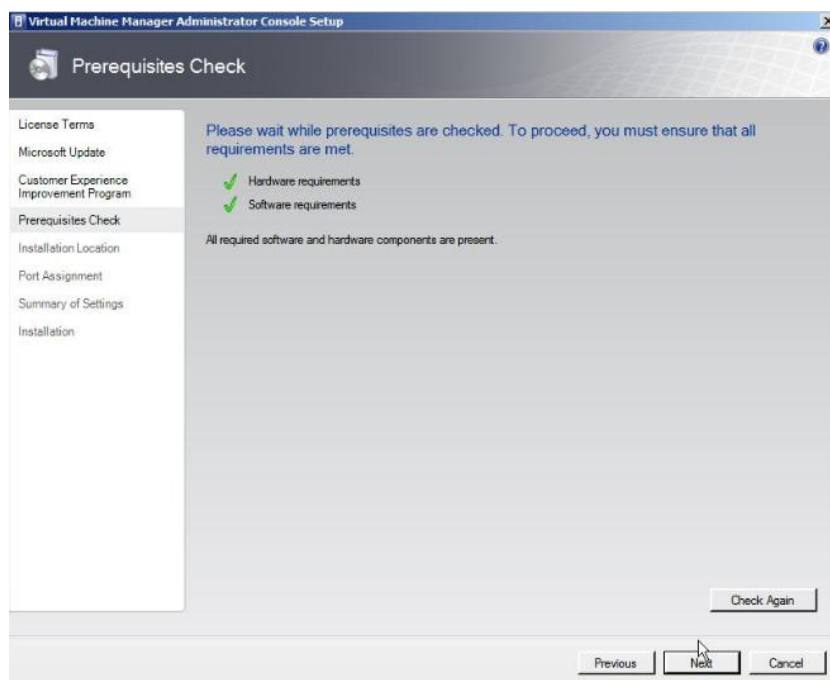 Virtual Machine Manager Administrator Console Setup
Prerequisites Check
License Terms
Microsoft Update
Customer Experience
Improvement Program
Prerequisites Check
Installation Location
Port Assignment
Summary of Settings
Installation
Please wait while prerequisites are checked. To proceed, you must ensure that all
requirements are met.
Hardware requirements
Software requirements
All required software and hardware components are present.
Check Again
Previous
Next
Cancel